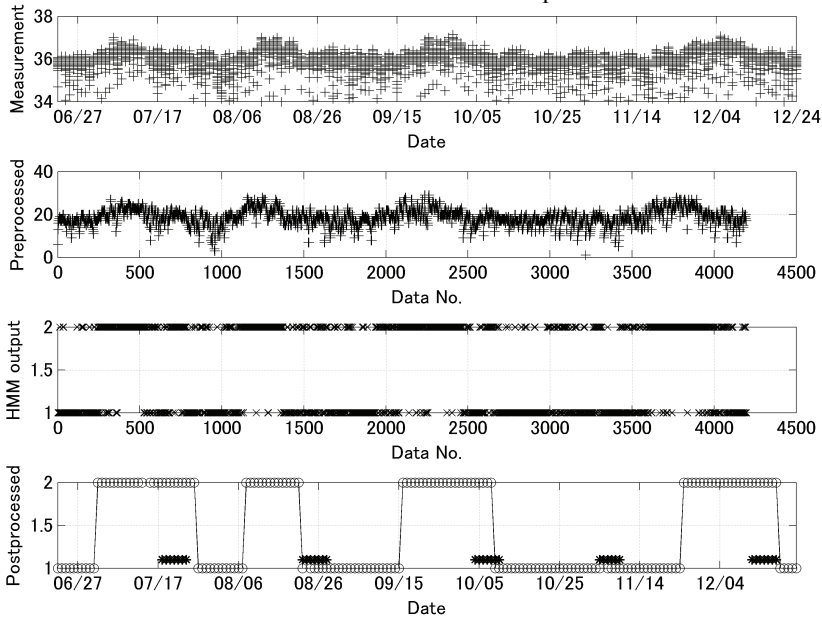 38
36
34
Measurement
06/27 07/17 08/06 08/26 09/15 10/05 10/25 11/14 12/04 12/24
Date
40
20
0
Preprocessed
0 500 1000 1500 2000 2500 3000 3500 4000 4500
Data No.
2
1.5
1
HMM output
0 500 1000 1500 2000 2500 3000 3500 4000 4500
Data No.
2
1.5
1
Postprocessed
06/27 07/17 08/06 08/26 09/15 10/05 10/25 11/14 12/04
Date